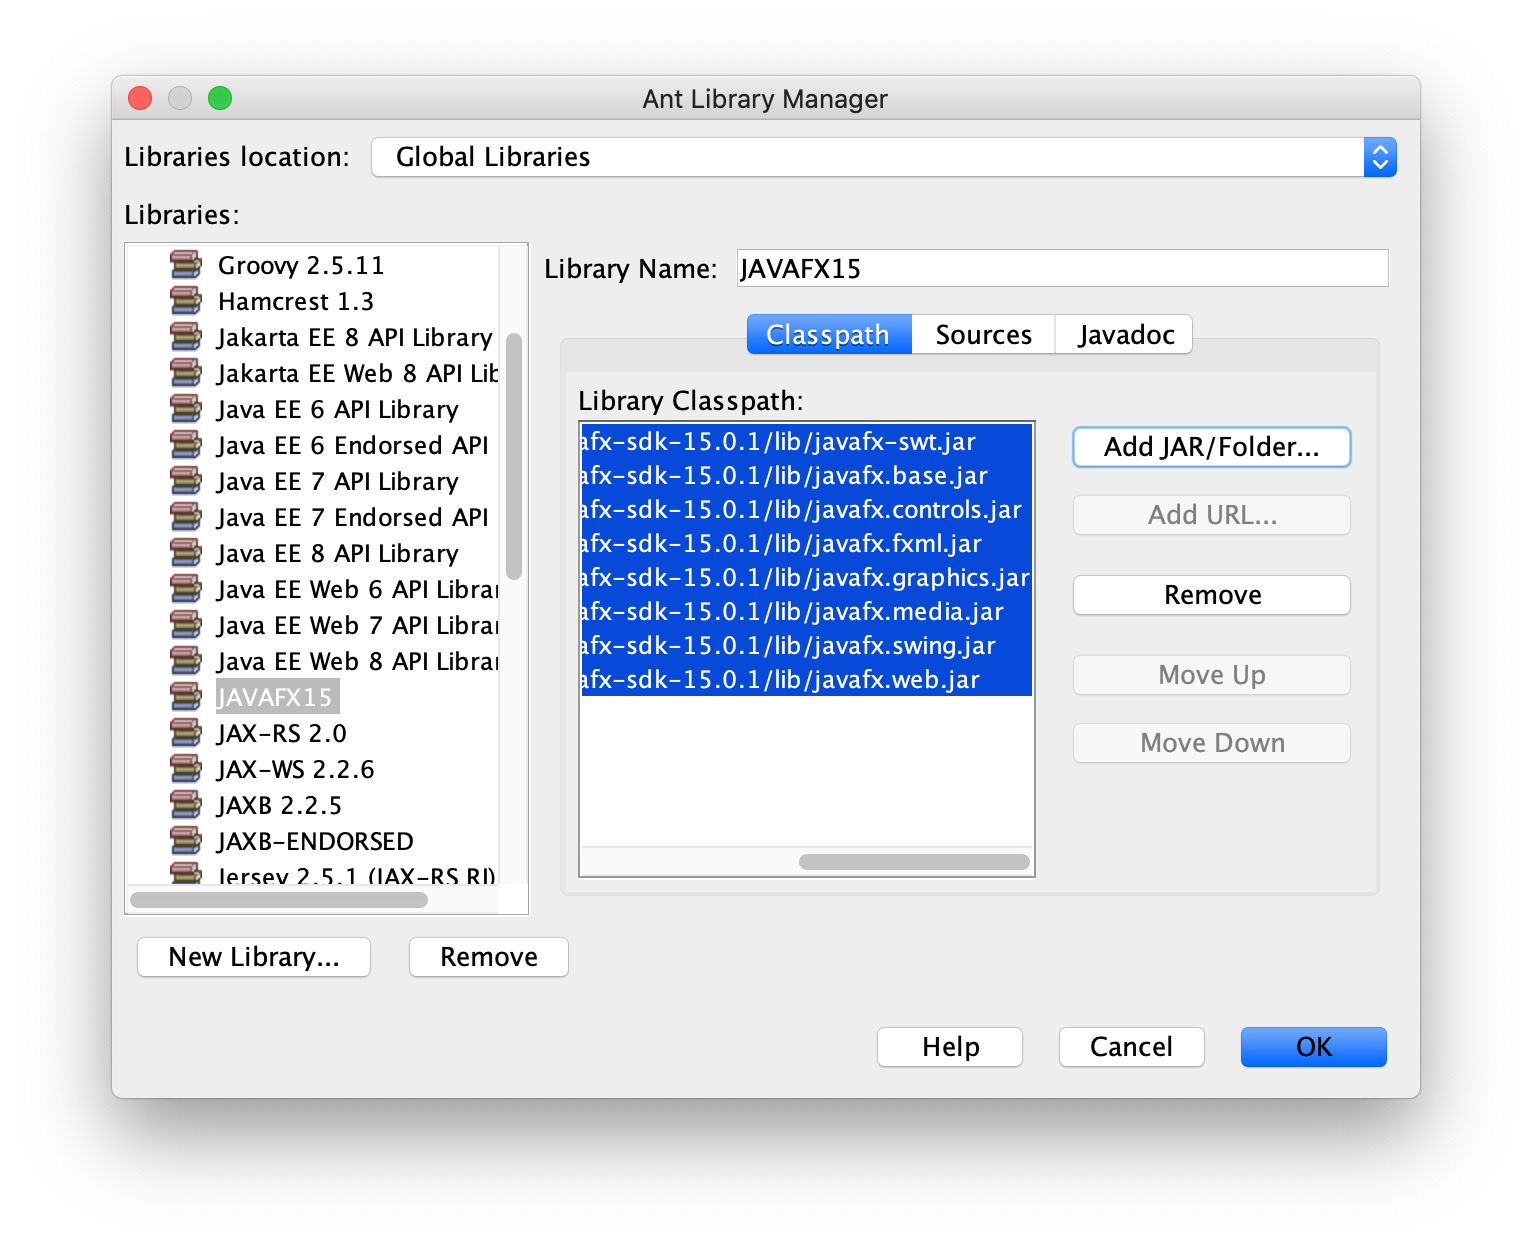 Ant Library Manager
Libraries location: Global Libraries
Libraries:
Groovy 2.5.11
Hamcrest 1.3
Jakarta EE 8 API Library
Jakarta EE Web 8 API Lib
Java EE 6 API Library
Java EE 6 Endorsed API
Java EE 7 API Library
Java EE 7 Endorsed API
Java EE 8 API Library
Java EE Web 6 API Librar
Java EE Web 7 API Librar
Java EE Web 8 API Librar
JAVAFX15
JAX-RS 2.0
JAX-WS 2.2.6
JAXB 2.2.5
JAXB-ENDORSED
Jersey 2.5.1 (JAX-RS RI)
New Library...
Remove
Library Name: JAVAFX15
Classpath
Sources
Javadoc
Library Classpath:
afx-sdk-15.0.1/lib/javafx-swt.jar
afx-sdk-15.0.1/lib/javafx.base.jar
afx-sdk-15.0.1/lib/javafx.controls.jar
afx-sdk-15.0.1/lib/javafx.fxml.jar
afx-sdk-15.0.1/lib/javafx.graphics.jar
afx-sdk-15.0.1/lib/javafx.media.jar
afx-sdk-15.0.1/lib/javafx.swing.jar
afx-sdk-15.0.1/lib/javafx.web.jar
Add JAR/Folder...
Add URL...
Remove
Move Up
Move Down
Help
Cancel
OK